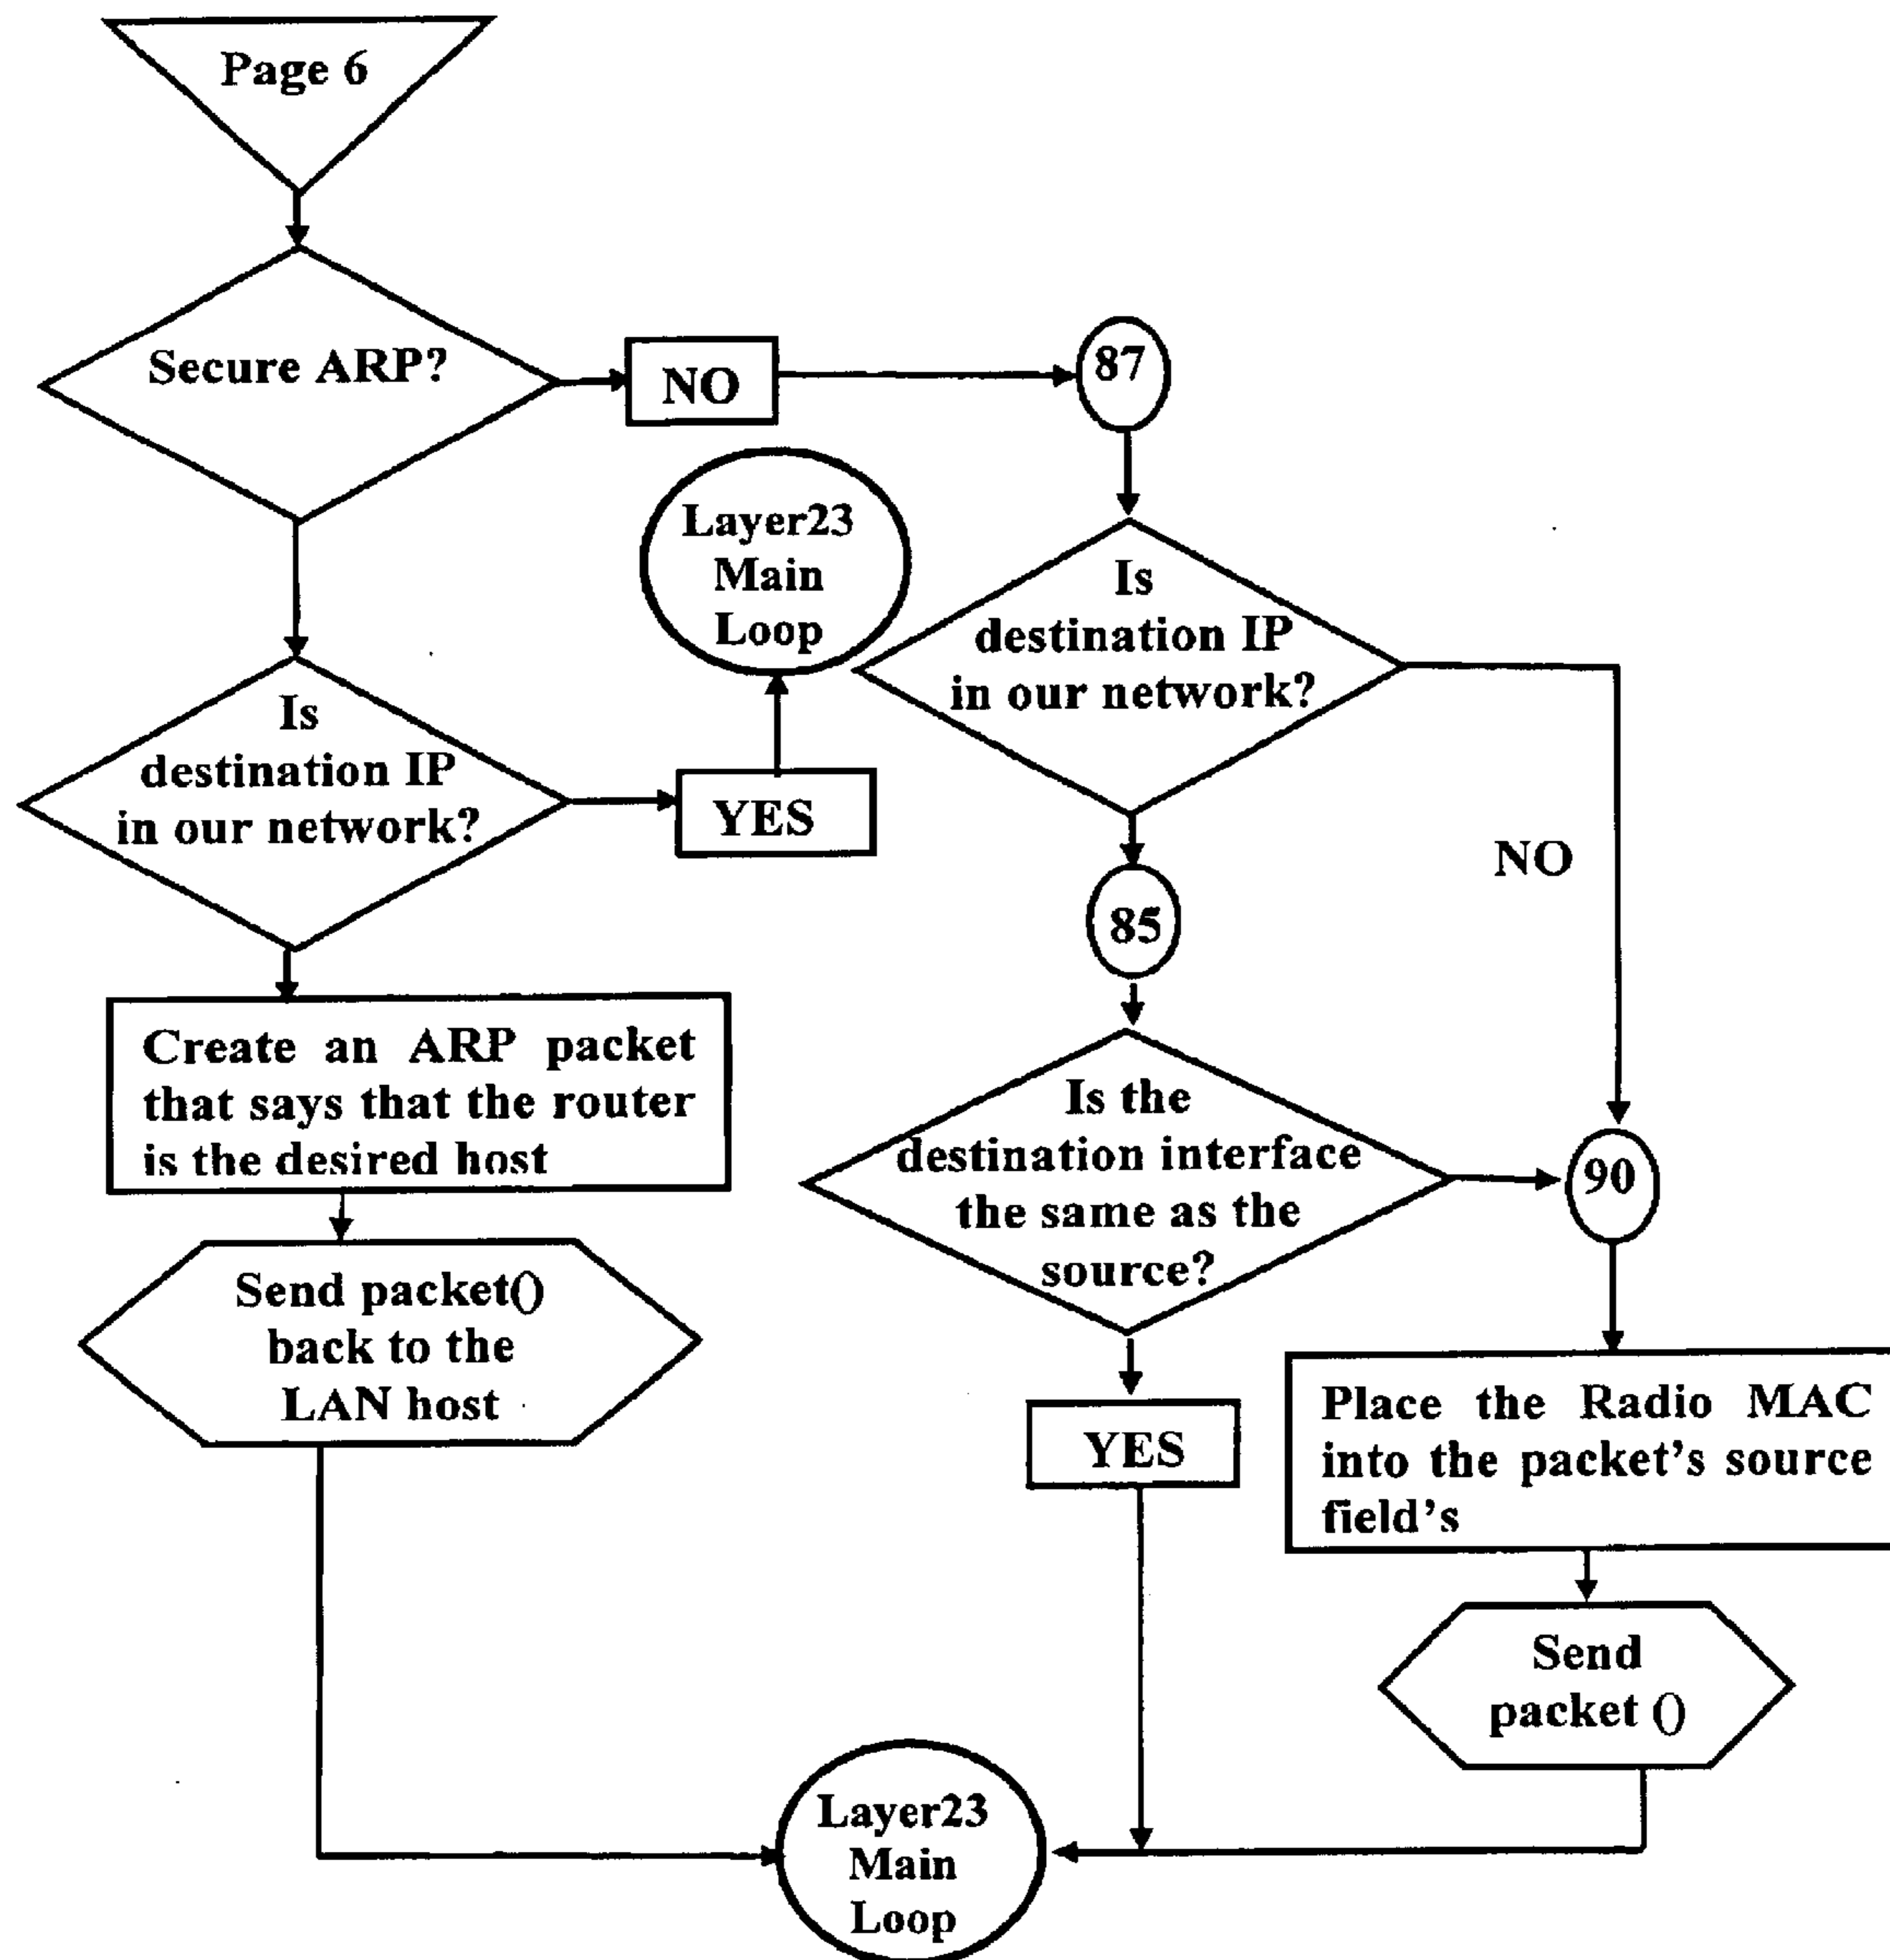 Page 6
Secure ARP?
NO
87
Layer23
Main
Loop
Is
destination IP
in our network?
Is
destination IP
in our network?
YES
NO
85
Create an ARP packet
that says that the router
is the desired host
Is the
destination interface
the same as the
source?
90
Send packet()
back to the
LAN host
YES
Place the Radio MAC
into the packet's source
field's
Send
packet ()
Layer23
Main
Loop